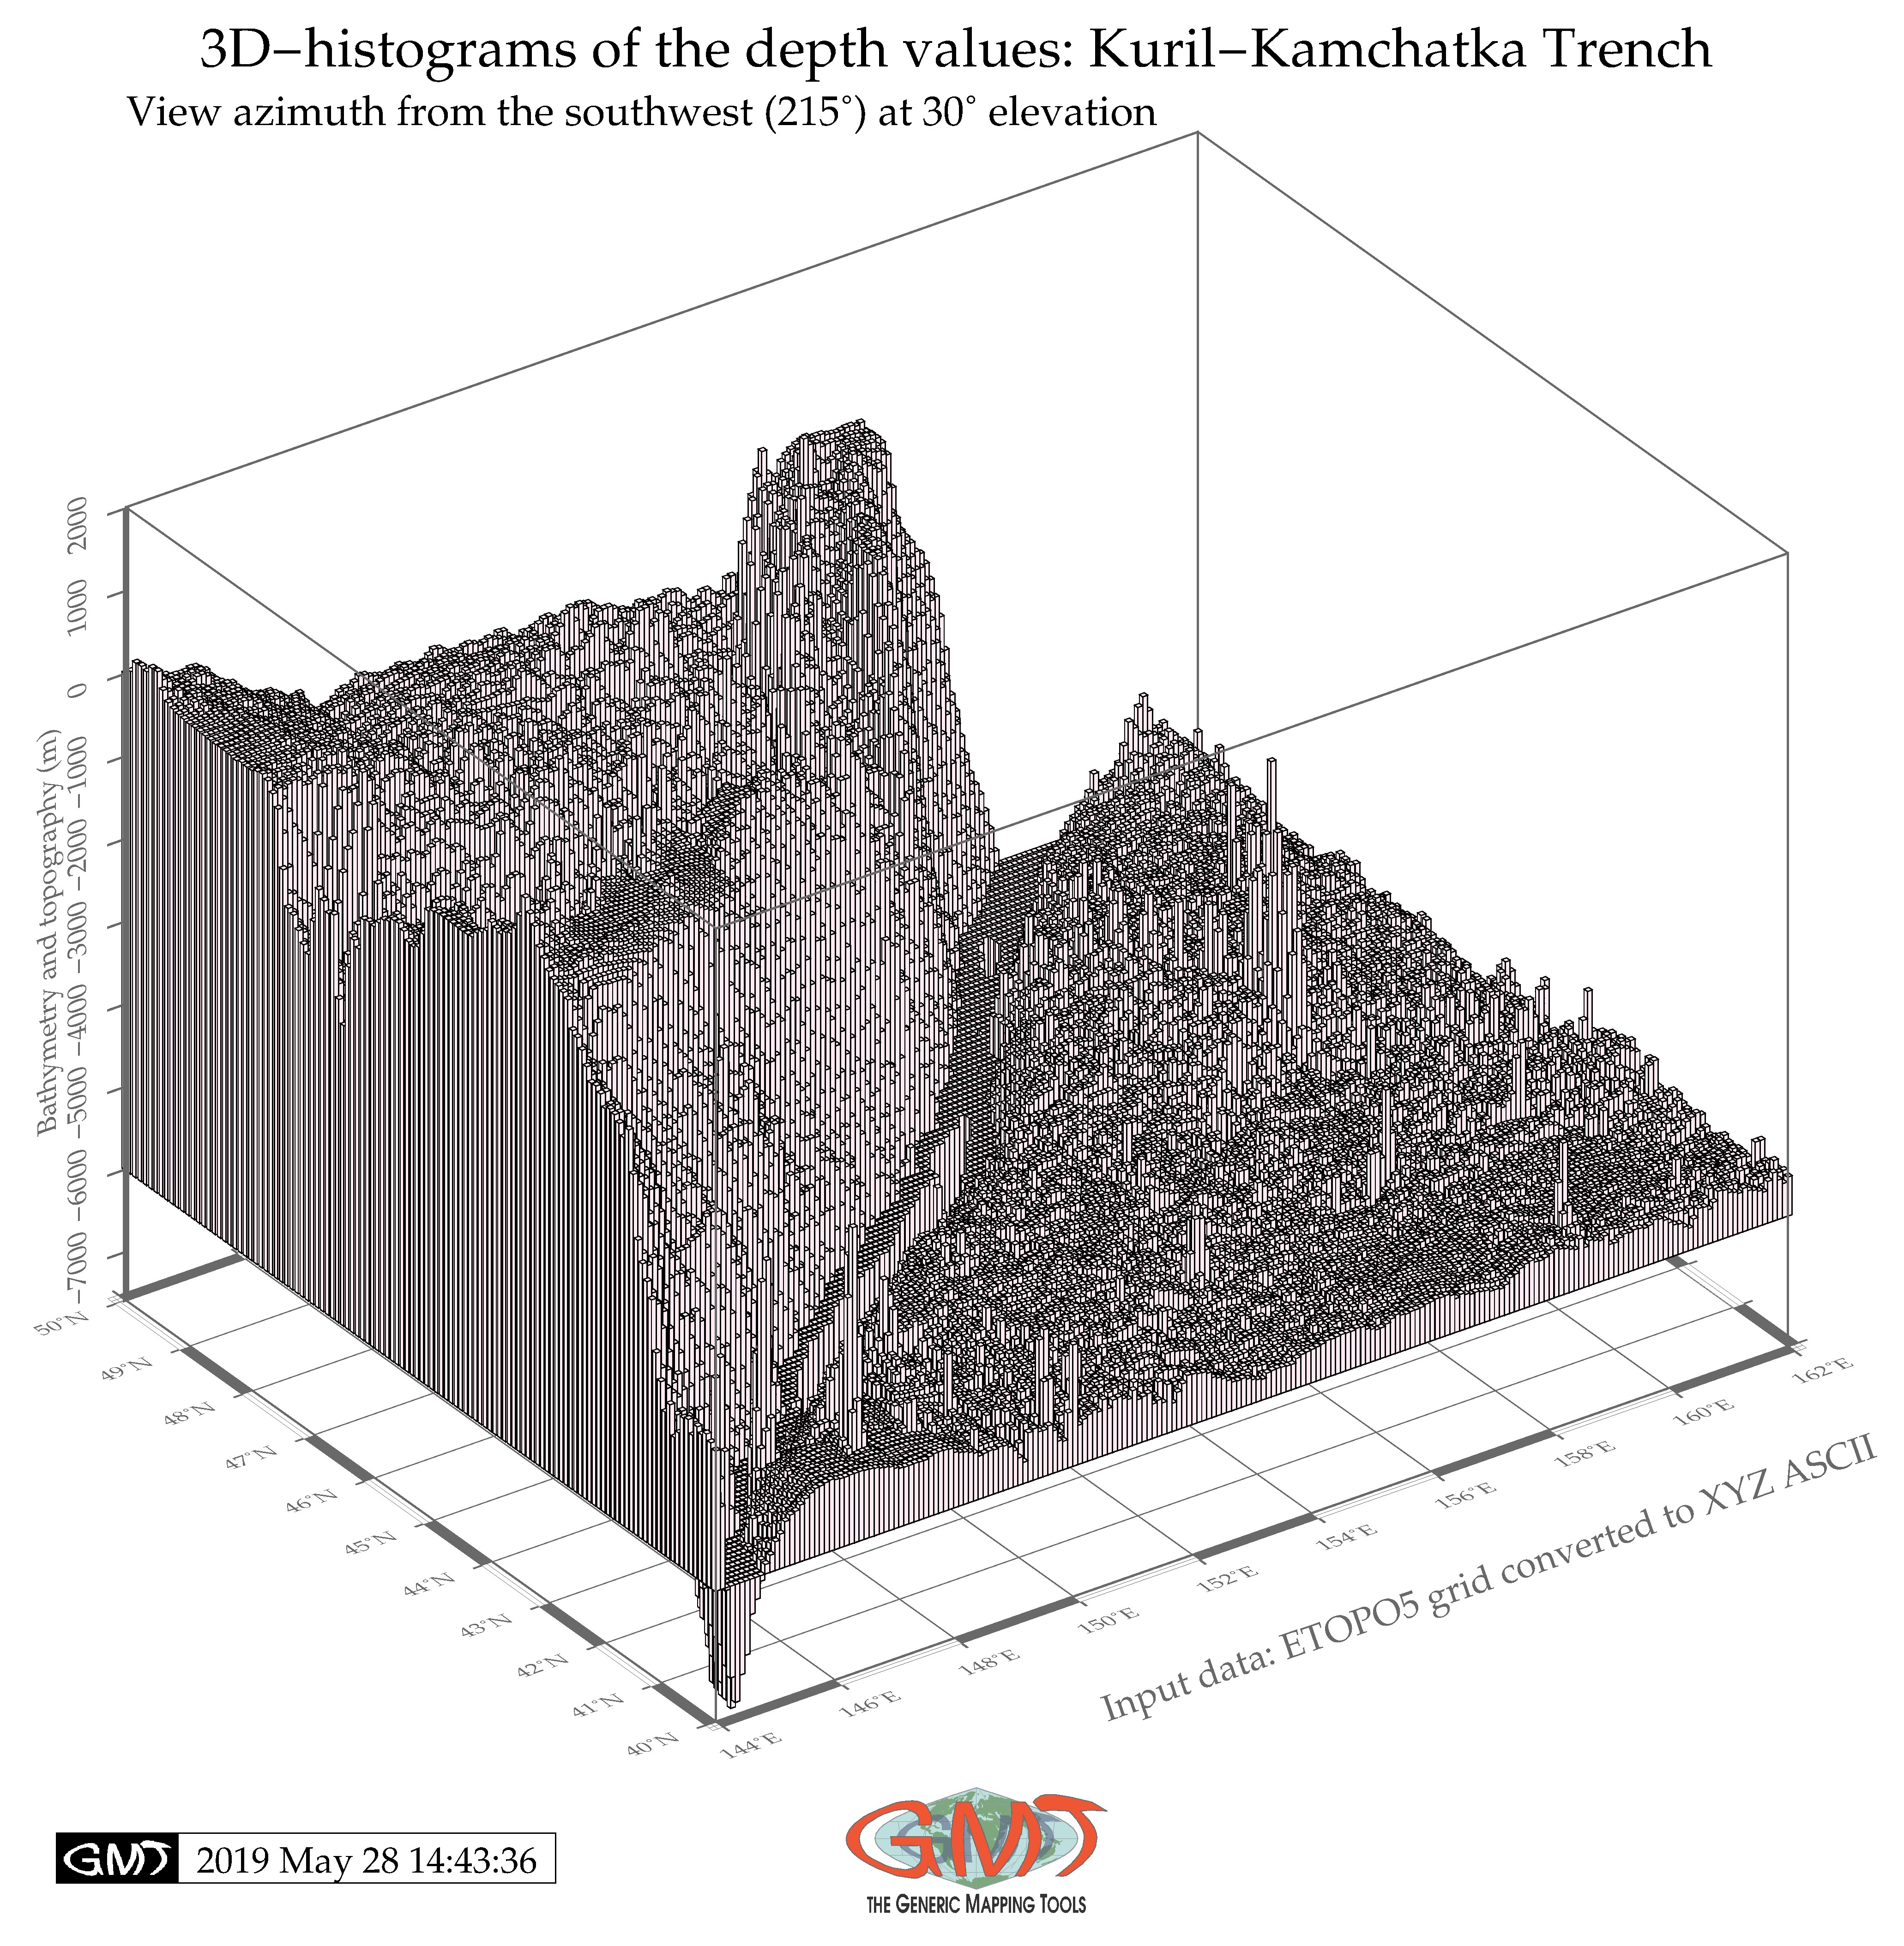 3D−histograms of the depth values: Kuril−Kamchatka Trench
View azimuth from the southwest (215˚) at 30˚ elevation
2000
1000
0
−1000
−2000
−3000
−4000
−5000
−6000
−7000
Bathymetry and topography (m)
50˚N
49˚N
48˚N
47˚N
46˚N
45˚N
44˚N
43˚N
42˚N
41˚N
40˚N
144˚E
146˚E
148˚E
150˚E
152˚E
154˚E
156˚E
158˚E
160˚E
162˚E
Input data: ETOPO5 grid converted to XYZ ASCII
GMT 2019 May 28 14:43:36
GMT
THE GENERIC MAPPING TOOLS